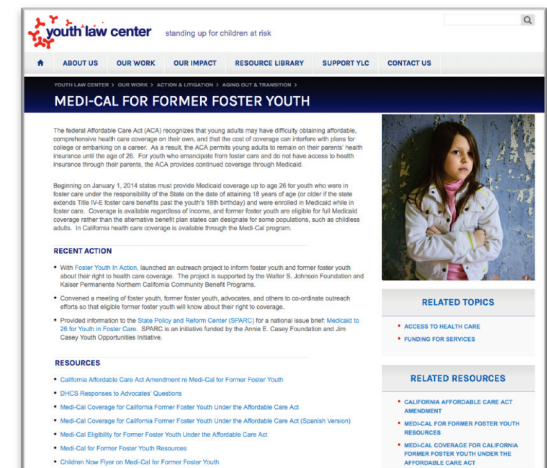 youth law center
standing up for children at risk
ABOUT US OUR WORK OUR IMPACT RESOURCE LIBRARY SUPPORT YLC CONTACT US
YOUTH LAW CENTER > OUR WORK > ACTION & LITIGATION > AGING OUT & TRANSITION >
MEDI-CAL FOR FORMER FOSTER YOUTH
The federal Affordable Care Act (ACA) recognizes that young adults may have difficulty obtaining affordable,
comprehensive health care coverage on their own, and that the cost of coverage can interfere with plans for
college or embarking on a career. As a result, the ACA permits young adults to remain on their parents' health
insurance until the age of 26. For youth who emancipate from foster care and do not have access to health
insurance through their parents, the ACA provides continued coverage through Medicaid.
Beginning on January 1, 2014 states must provide Medicaid coverage up to age 26 for youth who were in
foster care under the responsibility of the State on the date of attaining 18 years of age (or older if the state
extends Title IV-E foster care benefits past the youth's 18th birthday) and were enrolled in Medicaid while in
foster care. Coverage is available regardless of income, and former foster youth are eligible for full Medicaid
coverage rather than the alternative benefit plan states can designate for some populations, such as childless
adults. In California health care coverage is available through the Medi-Cal program.
RECENT ACTION
• With Foster Youth In Action, launched an outreach project to inform foster youth and former foster youth
about their right to health care coverage. The project is supported by the Walter S. Johnson Foundation and
Kaiser Permanente Northern California Community Benefit Programs.
• Convened a meeting of foster youth, former foster youth, advocates, and others to co-ordinate outreach
efforts so that eligible former foster youth will know about their right to coverage.
• Provided information to the State Policy and Reform Center (SPARC) for a national issue brief: Medicaid to
26 for Youth in Foster Care. SPARC is an initiative funded by the Annie E. Casey Foundation and Jim
Casey Youth Opportunities Initiative.
RESOURCES
• California Affordable Care Act Amendment re Medi-Cal for Former Foster Youth
• DHCS Responses to Advocates' Questions
• Medi-Cal Coverage for California Former Foster Youth Under the Affordable Care Act
• Medi-Cal Coverage for California Former Foster Youth Under the Affordable Care Act (Spanish Version)
• Medi-Cal Eligibility for Former Foster Youth Under the Affordable Care Act
• Medi-Cal for Former Foster Youth Resources
• Children Now Flyer on Medi-Cal for Former Foster Youth
RELATED TOPICS
• ACCESS TO HEALTH CARE
• FUNDING FOR SERVICES
RELATED RESOURCES
• CALIFORNIA AFFORDABLE CARE ACT
AMENDMENT
• MEDI-CAL FOR FORMER FOSTER YOUTH
RESOURCES
• MEDI-CAL COVERAGE FOR CALIFORNIA
FORMER FOSTER YOUTH UNDER THE
AFFORDABLE CARE ACT